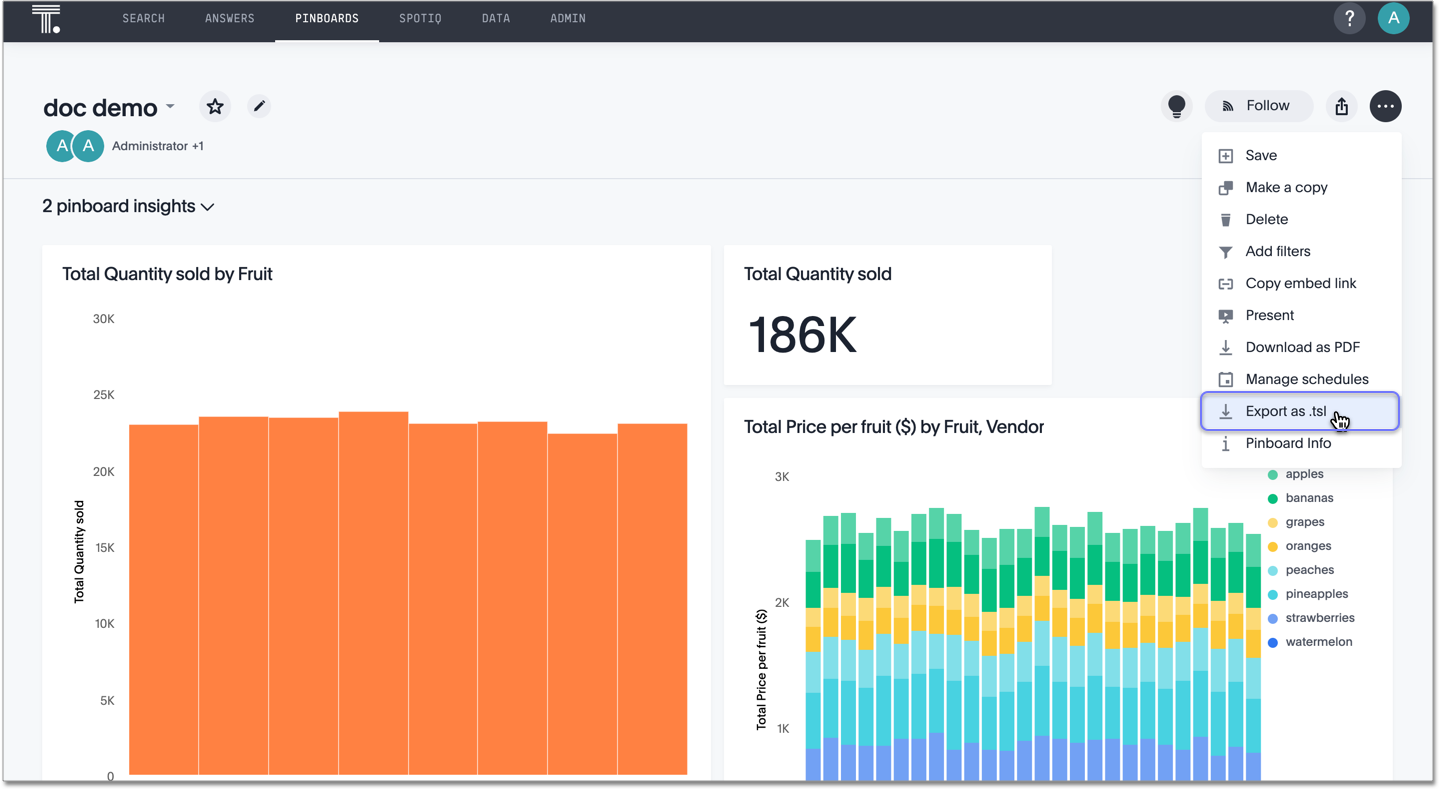 T.
SEARCH ANSWERS PINBOARDS SPOTIQ DATA ADMIN ? A
doc demo
Follow
A A Administrator +1
Save
Make a copy
Delete
Add filters
Copy embed link
Present
Download as PDF
Manage schedules
Export as .tsl
Pinboard Info
2 pinboard insights
Total Quantity sold by Fruit
30K
25K
20K
15K
10K
5K
0
Total Quantity sold
Total Quantity sold
186K
Total Price per fruit ($) by Fruit, Vendor
3K
2K
1K
Total Price per fruit ($)
apples
bananas
grapes
oranges
peaches
pineapples
strawberries
watermelon